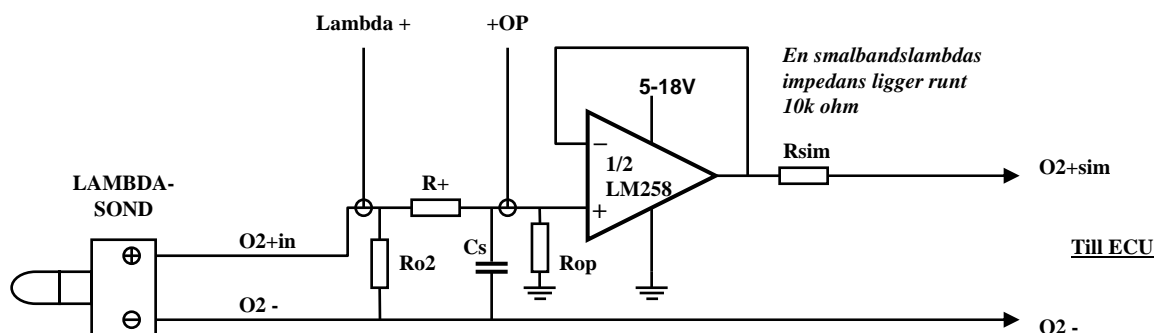 Lambda +
+OP
En smalbandslambdas
impedans ligger runt
10k ohm
5-18V
1/2
LM258
Rsim
O2+sim
LAMBDA-
SOND
R+
O2+in
Ro2
Cs
Rop
Till ECU
O2 -
O2 -